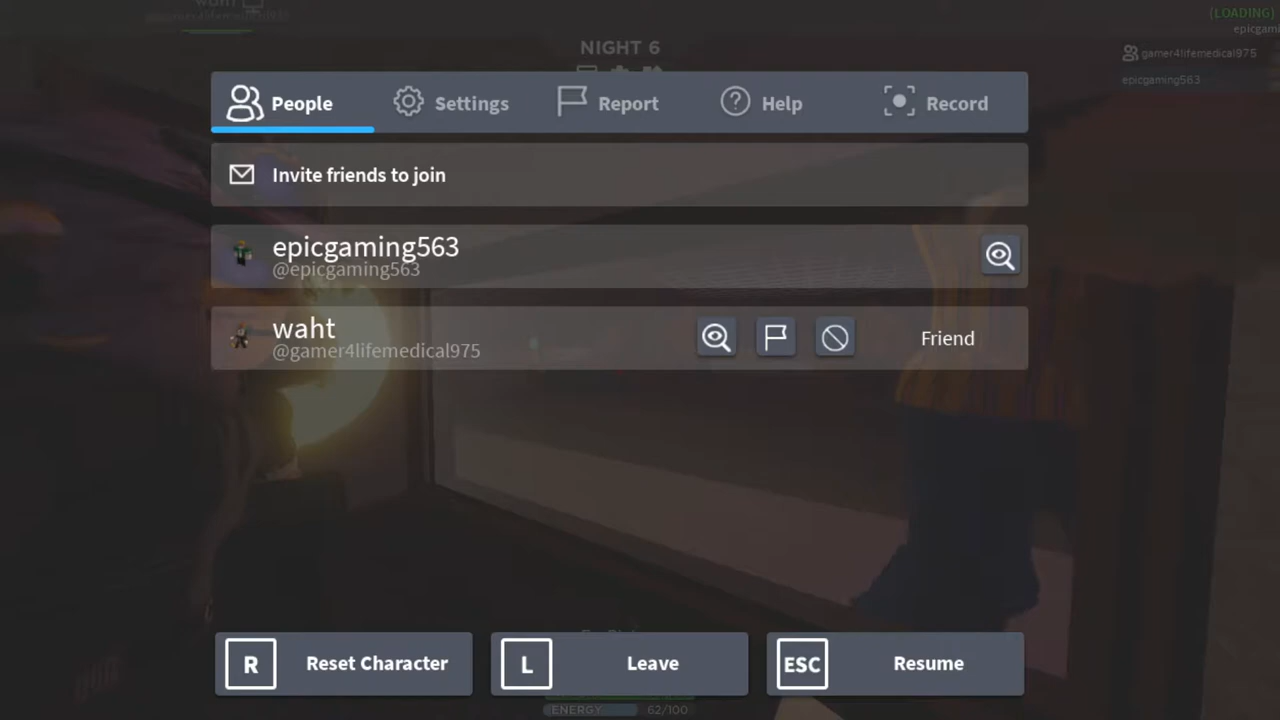 waht
(LOADING)
NIGHT 6
gamer4lifemedical975
epicgaming563
People
Settings
Report
Help
Record
Invite friends to join
epicgaming563
@epicgaming563
waht
@gamer4lifemedical975
Friend
R
Reset Character
L
Leave
ESC
Resume
ENERGY
62/100